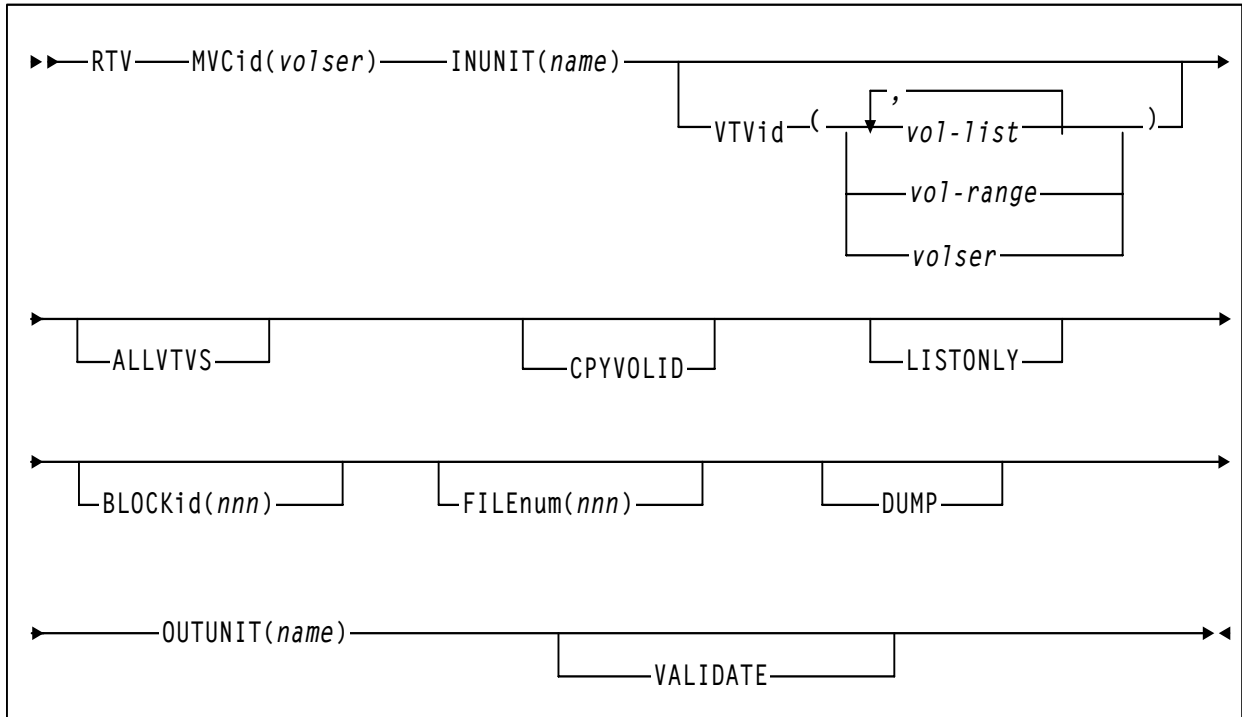 RTV MVCid(volser) INUNIT(name)
VTVid ( , vol-list )
vol-range
volser
ALLVTVS CPYVOLID LISTONLY
BLOCKid(nnn) FILEnum(nnn) DUMP
OUTUNIT(name)
VALIDATE